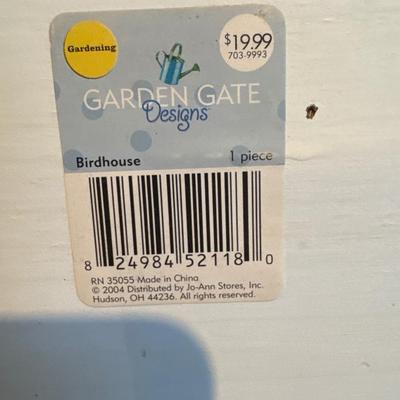 Gardening
$19.99
703-9993
GARDEN GATE
Designs
Birdhouse 1 piece
8 24984 52118 0
RN 35055 Made in China
© 2004 Distributed by Jo-Ann Stores, Inc.
Hudson, OH 44236. All rights reserved.